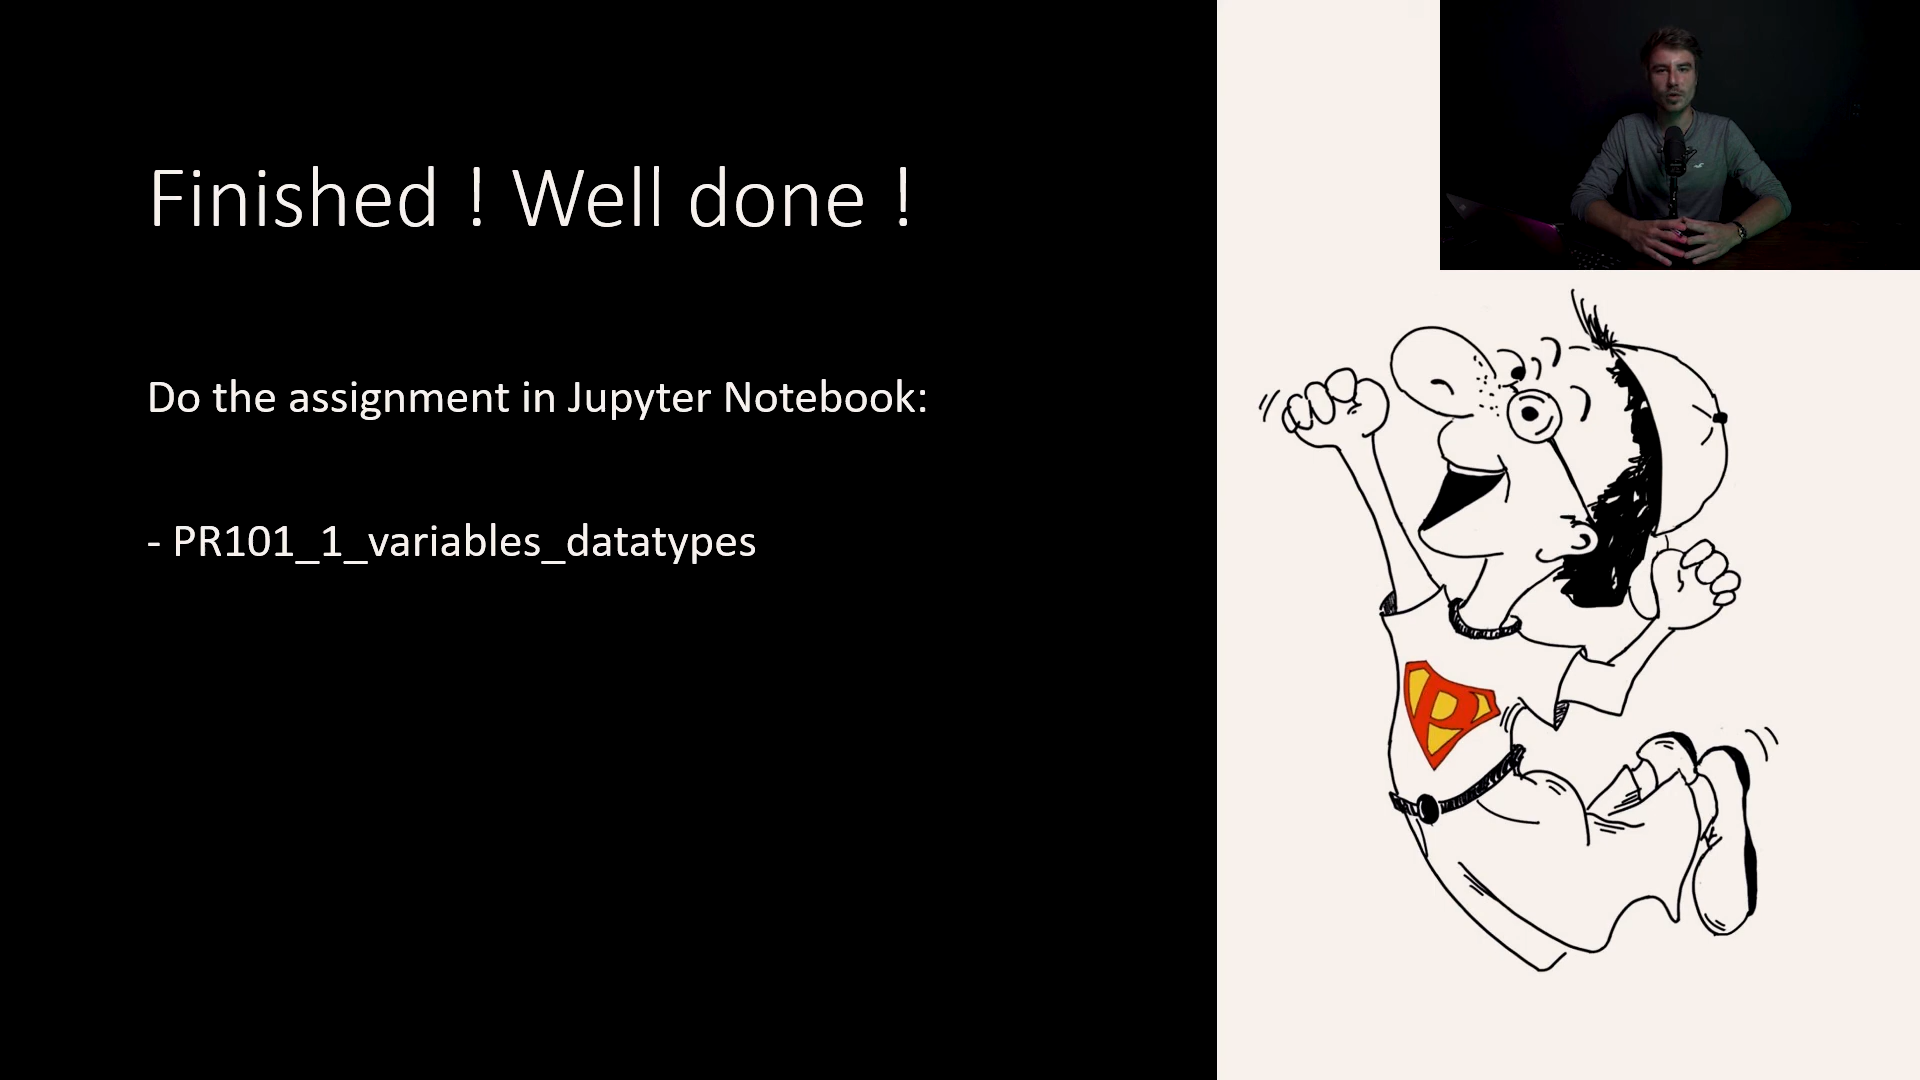 Finished ! Well done !
Do the assignment in Jupyter Notebook:
- PR101_1_variables_datatypes
P